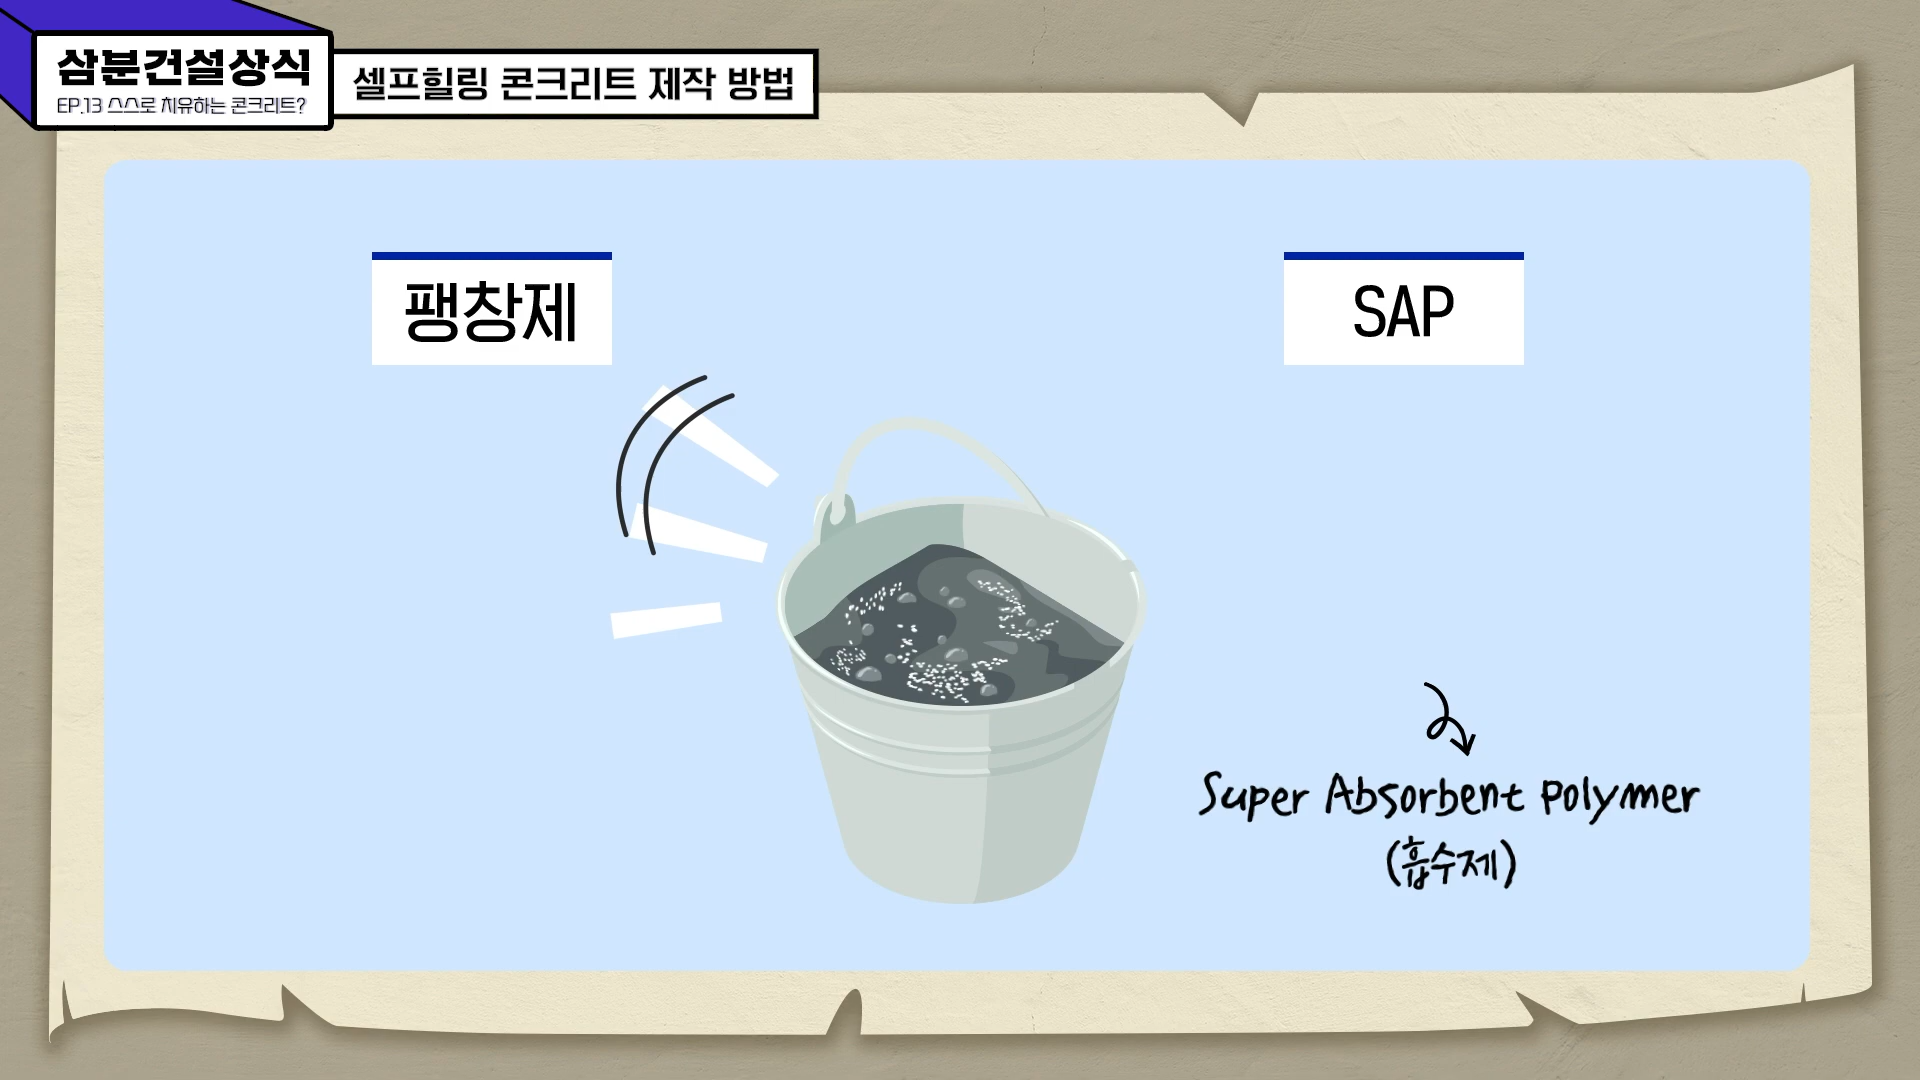 삼분건설상식
EP.13 스스로 치유하는 콘크리트?
셀프힐링 콘크리트 제작 방법
팽창제
SAP
Super Absorbent Polymer
(흡수제)